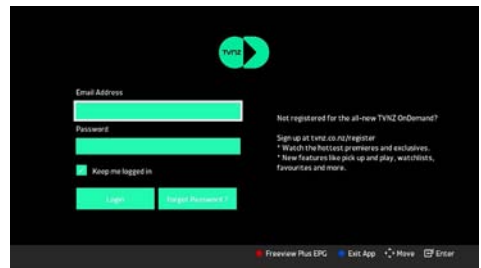 tvnz
Email Address
Password
Keep me logged in
Login
Forgot Password ?
Not registered for the all-new TVNZ OnDemand?
Sign up at tvnz.co.nz/register
* Watch the hottest premieres and exclusives.
* New features like pick up and play, watchlists,
favourites and more.
Freeview Plus EPG
Exit App
Move
Enter